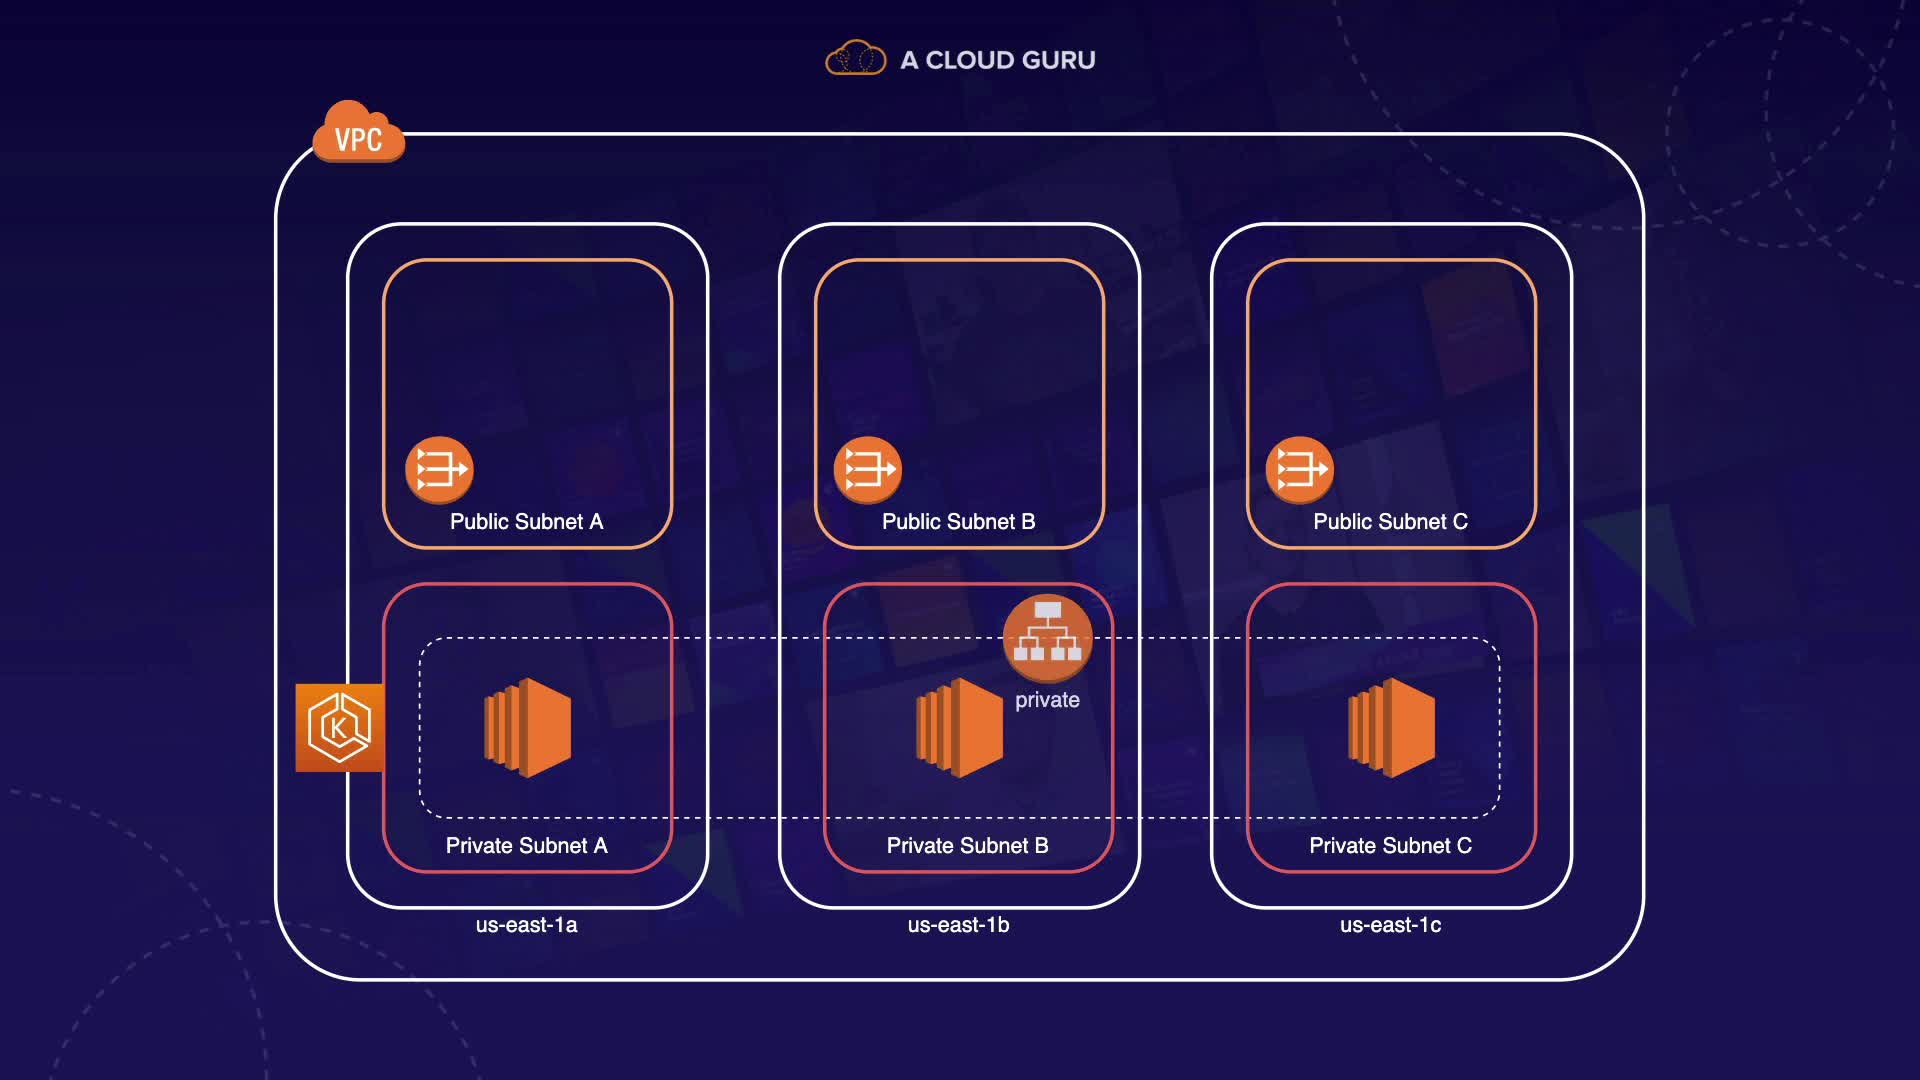 A CLOUD GURU
VPC
Public Subnet A
Public Subnet B
Public Subnet C
private
K
Private Subnet A
Private Subnet B
Private Subnet C
us-east-1a
us-east-1b
us-east-1c